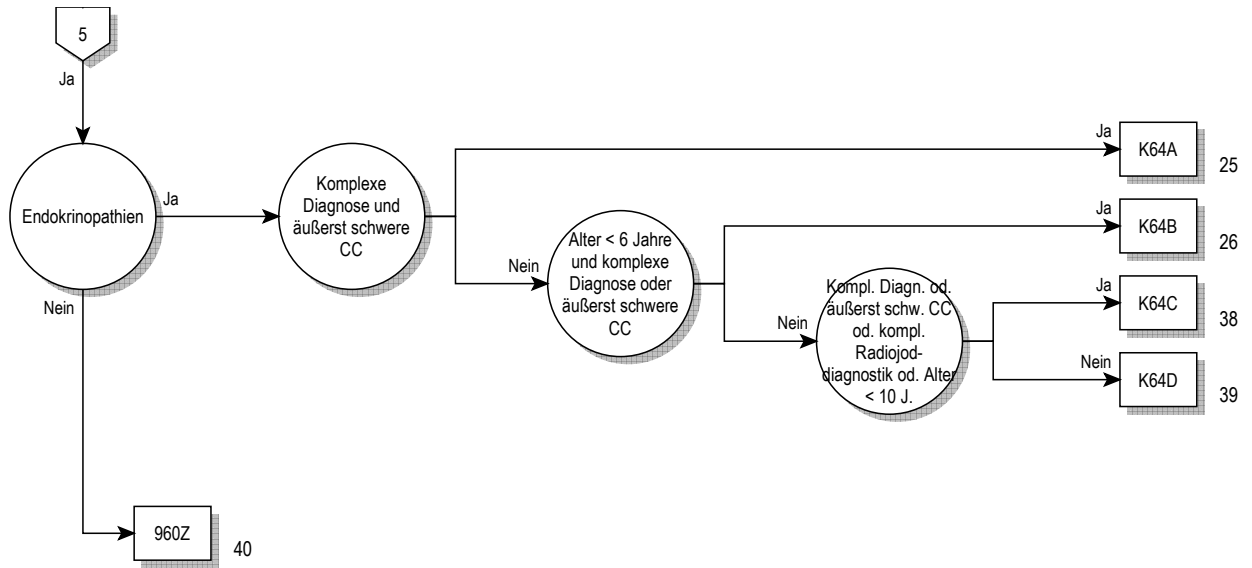 5
Ja
Endokrinopathien
Ja
Nein
Komplexe
Diagnose und
äußerst schwere
CC
Ja
K64A
25
Nein
Alter < 6 Jahre
und komplexe
Diagnose oder
äußerst schwere
CC
Ja
K64B
26
Nein
Kompl. Diagn. od.
äußerst schw. CC
od. kompl.
Radiojod-
diagnostik od. Alter
< 10 J.
Ja
K64C
38
Nein
K64D
39
960Z
40